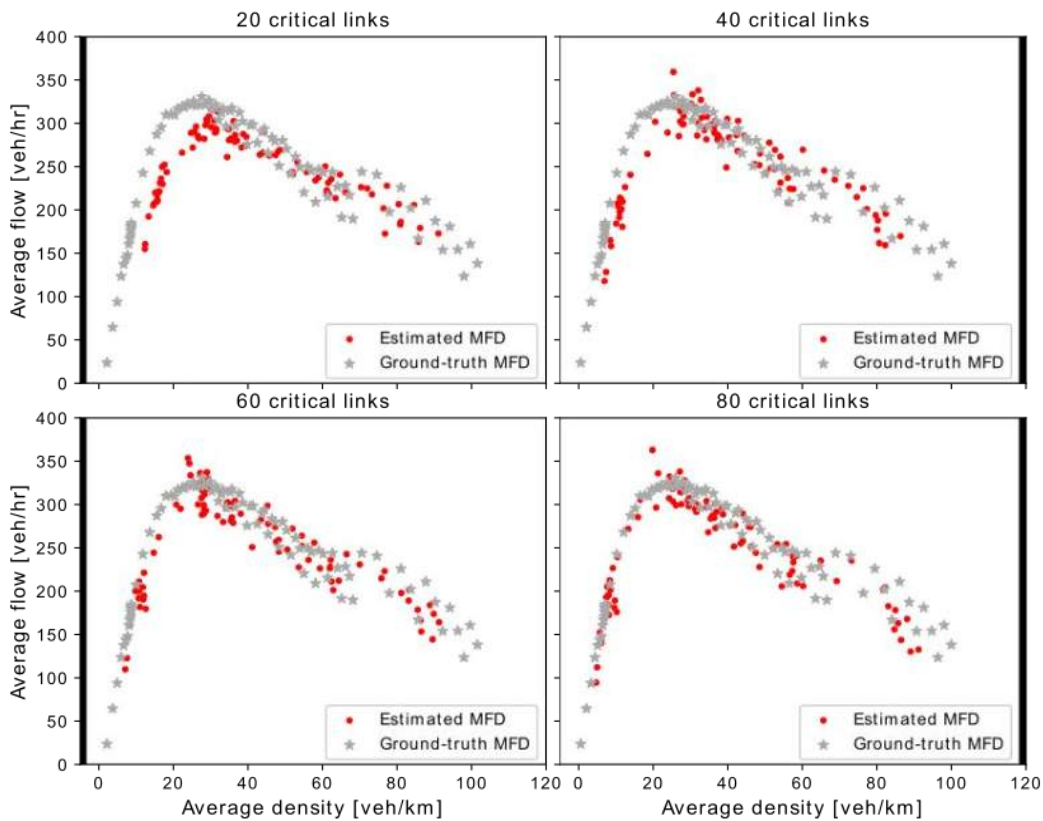 20 critical links
40 critical links
Average flow [veh/hr]
400
350
300
250
200
150
100
50
0
Estimated MFD
Ground-truth MFD
Estimated MFD
Ground-truth MFD
60 critical links
80 critical links
Average flow [veh/hr]
400
350
300
250
200
150
100
50
0
Estimated MFD
Ground-truth MFD
Estimated MFD
Ground-truth MFD
0 20 40 60 80 100 120
0 20 40 60 80 100 120
Average density [veh/km]
Average density [veh/km]